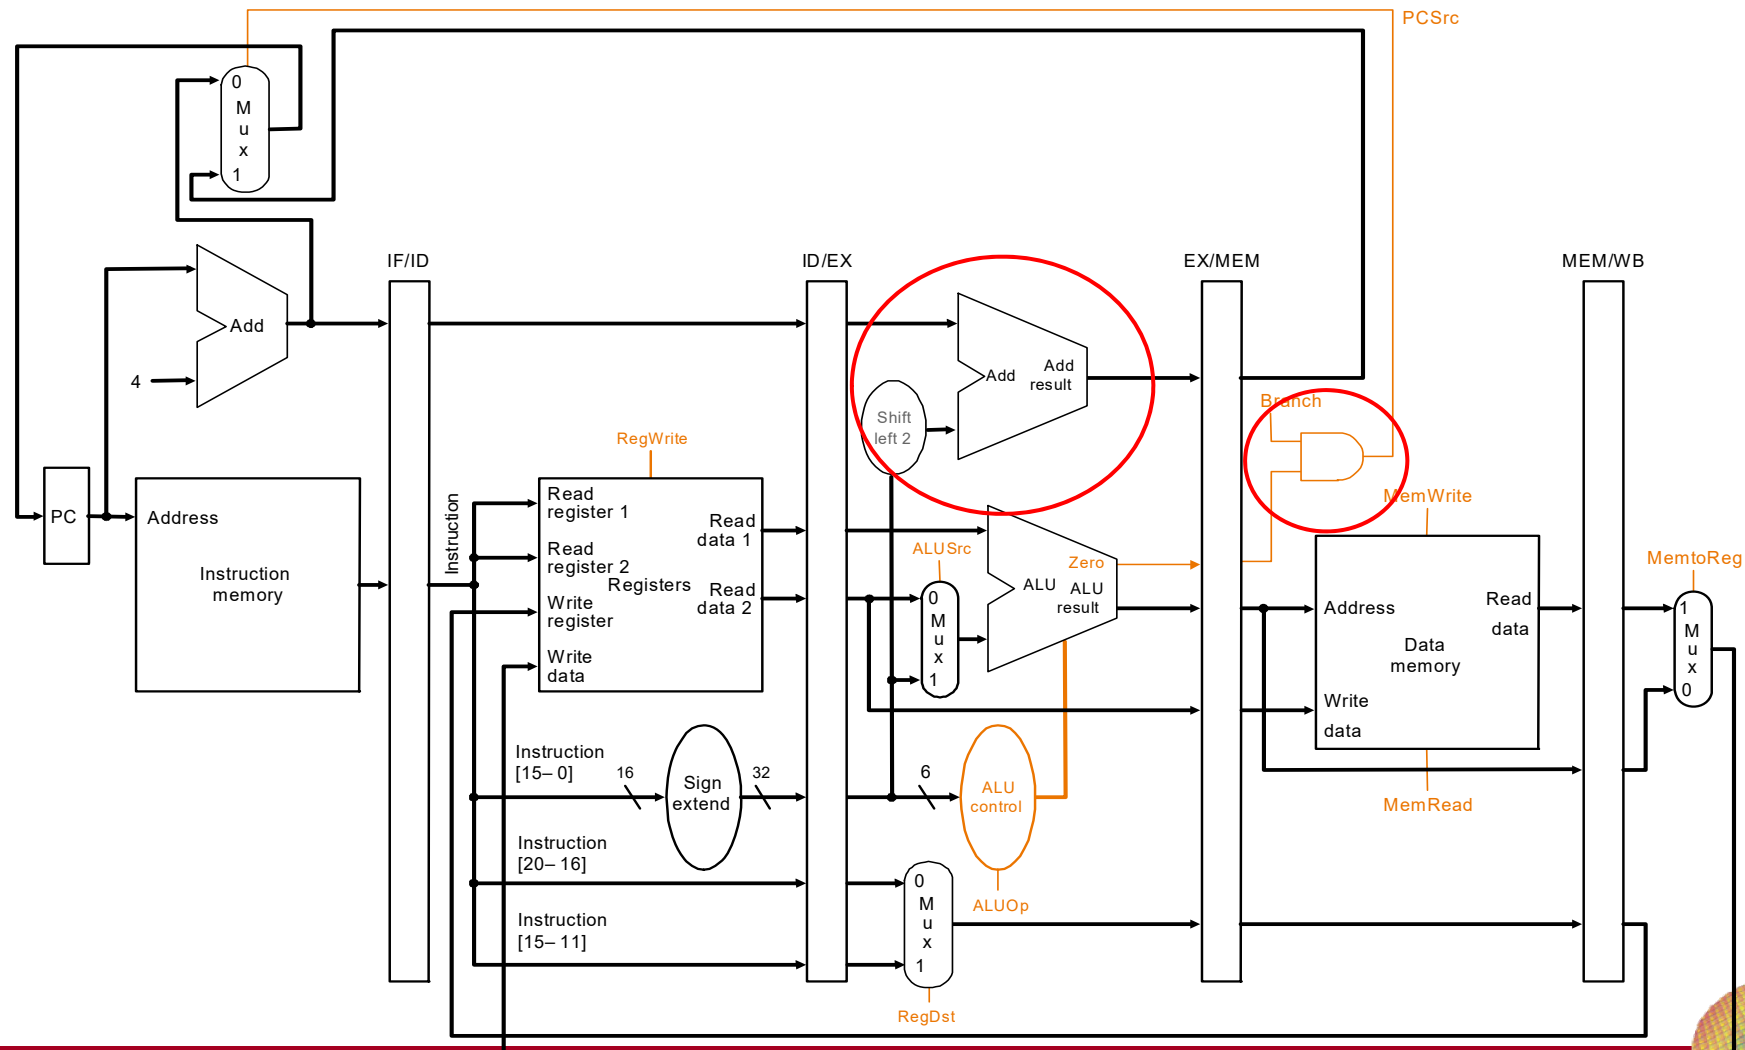 PCSrc
0
M
u
x
1
IF/ID
ID/EX
EX/MEM
MEM/WB
Add
4
Add
Add
result
Shift
left 2
Branch
RegWrite
PC
Address
Instruction
memory
Instruction
Read
register 1
Read
register 2
Write
register
Write
data
Registers
Read
data 1
Read
data 2
ALUSrc
0
M
u
x
1
Zero
ALU
ALU
result
MemWrite
Address
Read
data
Data
memory
Write
data
MemRead
MemtoReg
1
M
u
x
0
Instruction
[15– 0]
16
Sign
extend
32
6
ALU
control
ALUOp
Instruction
[20– 16]
Instruction
[15– 11]
0
M
u
x
1
RegDst